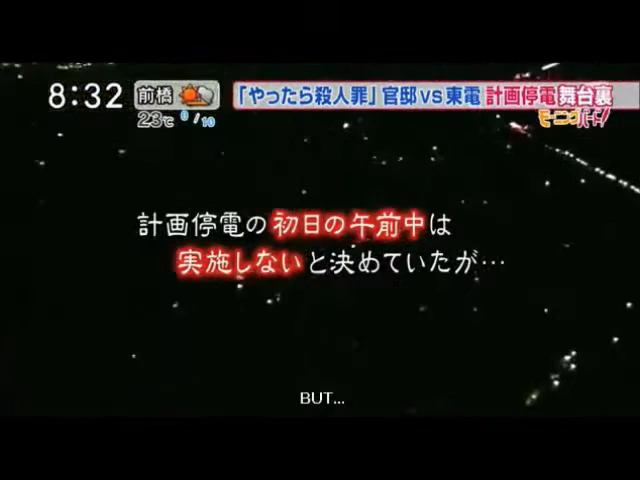 8:32 前橋 「やったら殺人罪」官邸vs東電 計画停電 舞台裏
23℃ 0/10 モーニングバード!
計画停電の初日の午前中は
実施しないと決めていたが…
BUT...